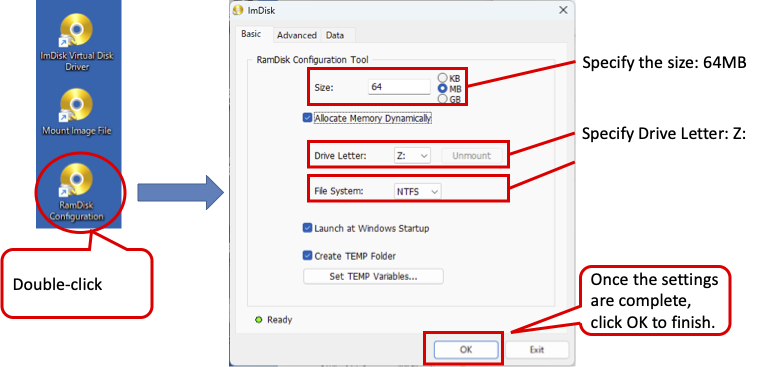 ImDisk Virtual Disk
Driver
Mount Image File
RamDisk
Configuration
Double-click
ImDisk
Basic
Advanced
Data
RamDisk Configuration Tool
Size:
64
KB
MB
GB
Allocate Memory Dynamically
Drive Letter:
Z:
Unmount
File System:
NTFS
Launch at Windows Startup
Create TEMP Folder
Set TEMP Variables...
Ready
OK
Exit
Specify the size: 64MB
Specify Drive Letter: Z:
Once the settings
are complete,
click OK to finish.